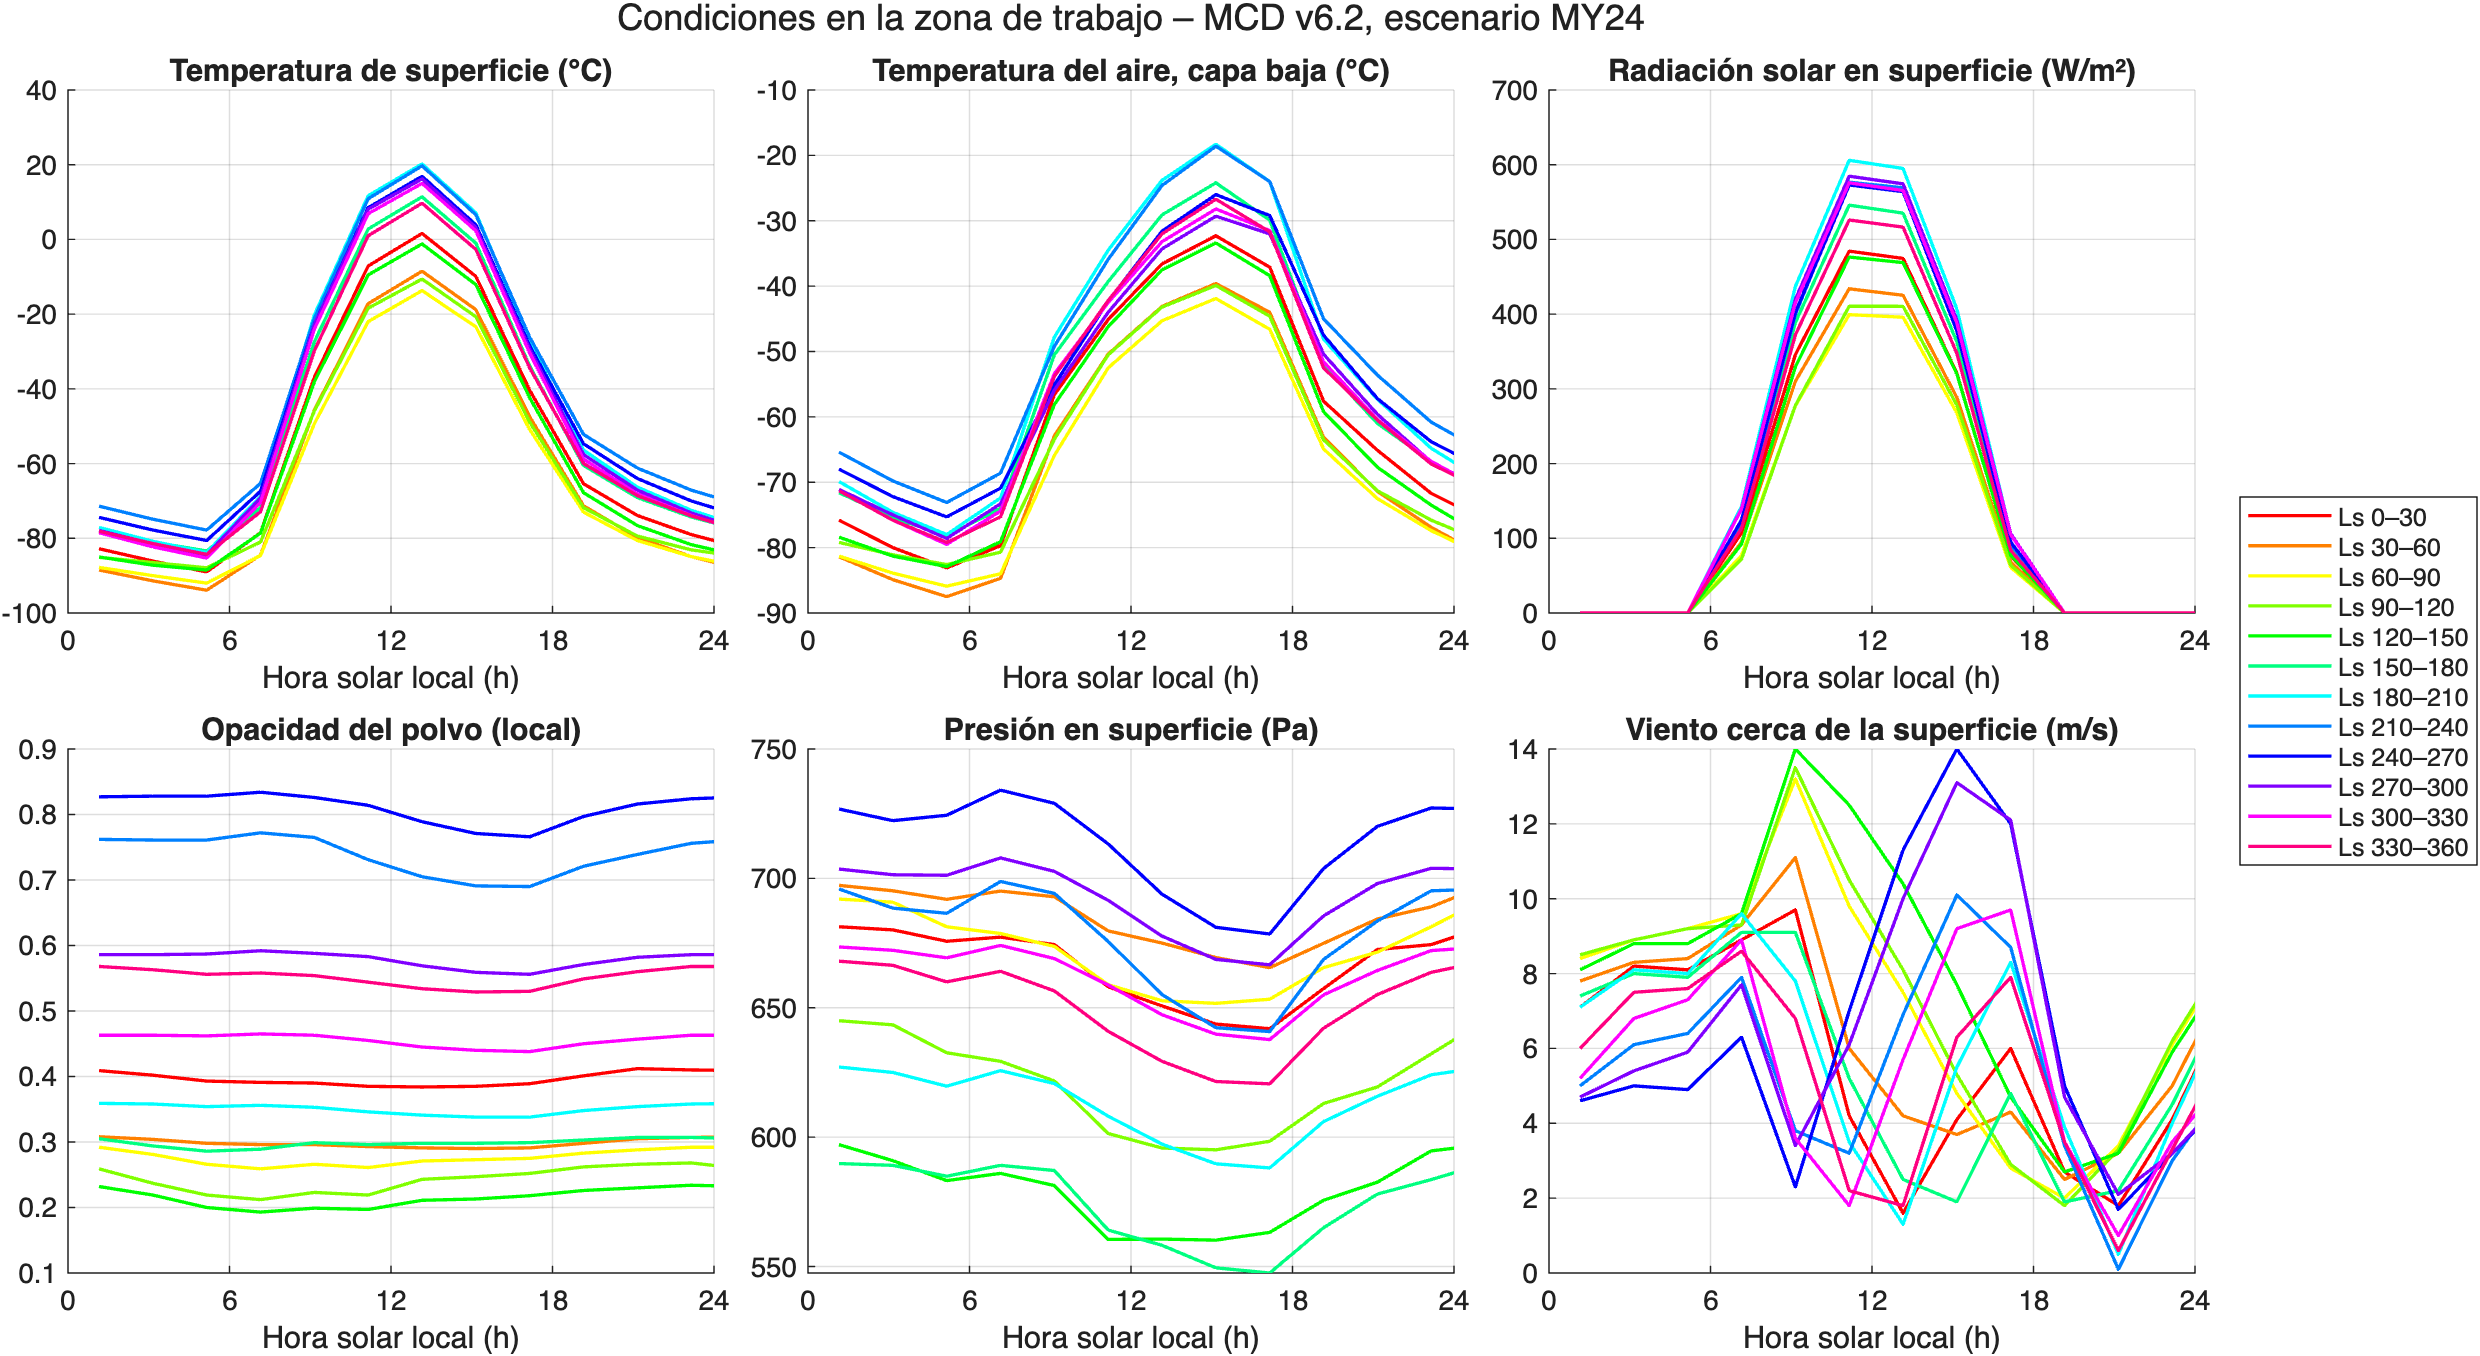 Condiciones en la zona de trabajo – MCD v6.2, escenario MY24
Temperatura de superficie (°C)
40
20
0
-20
-40
-60
-80
-100
0 6 12 18 24
Hora solar local (h)
Temperatura del aire, capa baja (°C)
-10
-20
-30
-40
-50
-60
-70
-80
-90
0 6 12 18 24
Hora solar local (h)
Radiación solar en superficie (W/m²)
700
600
500
400
300
200
100
0
0 6 12 18 24
Hora solar local (h)
Opacidad del polvo (local)
0.9
0.8
0.7
0.6
0.5
0.4
0.3
0.2
0.1
0 6 12 18 24
Hora solar local (h)
Presión en superficie (Pa)
750
700
650
600
550
0 6 12 18 24
Hora solar local (h)
Viento cerca de la superficie (m/s)
14
12
10
8
6
4
2
0
0 6 12 18 24
Hora solar local (h)
Ls 0–30
Ls 30–60
Ls 60–90
Ls 90–120
Ls 120–150
Ls 150–180
Ls 180–210
Ls 210–240
Ls 240–270
Ls 270–300
Ls 300–330
Ls 330–360